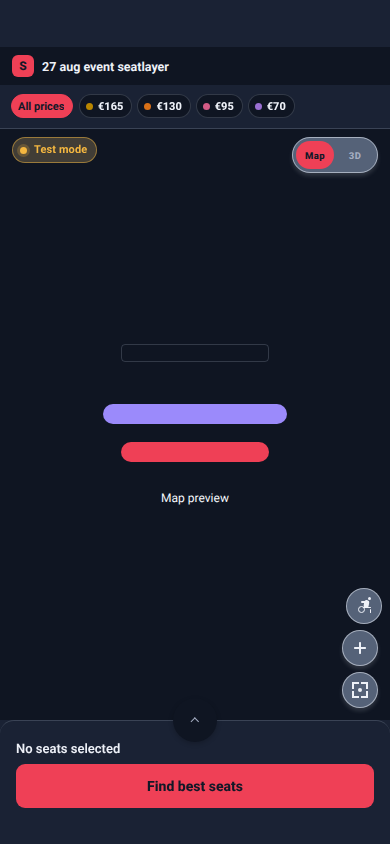 S 27 aug event seatlayer
All prices €165 €130 €95 €70
Test mode
Map 3D
Map preview
No seats selected
Find best seats